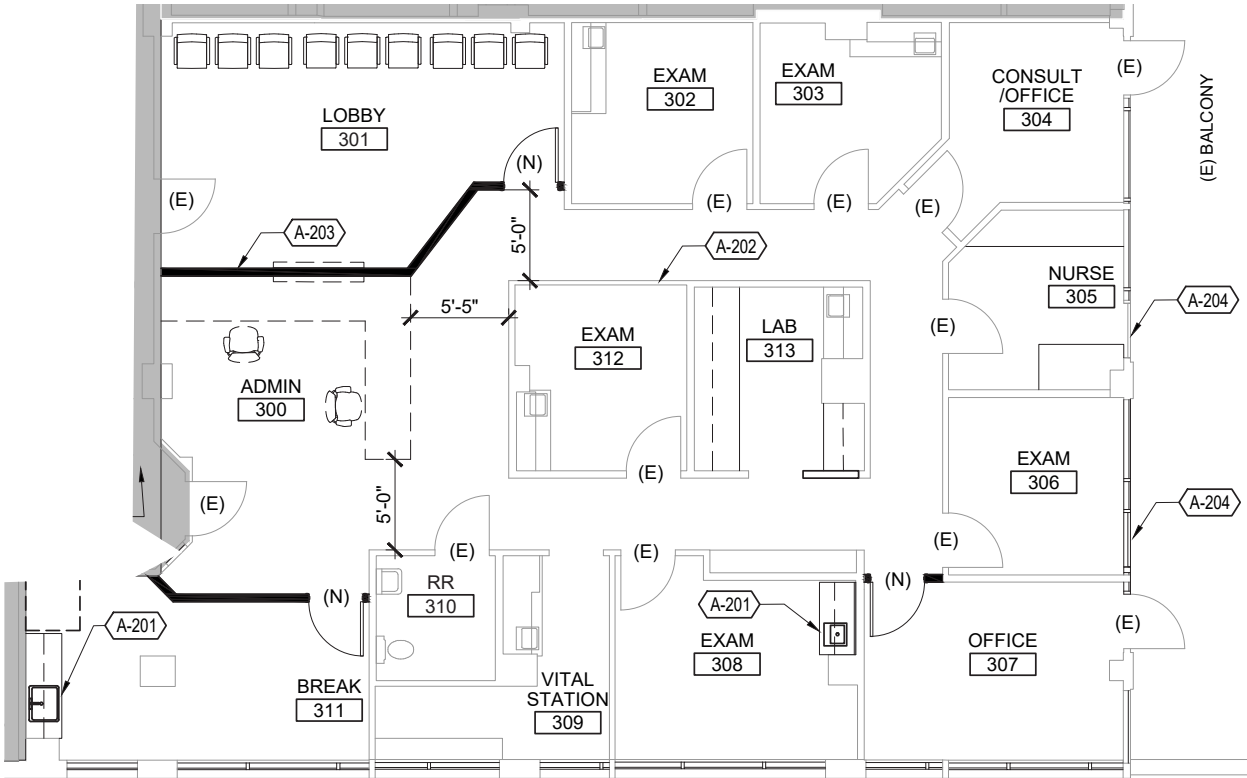 EXAM
302
EXAM
303
CONSULT
/OFFICE
304
(E)
(E) BALCONY
LOBBY
301
(N)
(E)
(E)
(E)
(E)
A-203
5'-0"
A-202
NURSE
305
A-204
5'-5"
EXAM
312
LAB
313
(E)
ADMIN
300
EXAM
306
(E)
A-204
(E)
5'-0"
(E)
(E)
(E)
(N)
RR
310
(N)
A-201
A-201
EXAM
308
OFFICE
307
(E)
BREAK
311
VITAL
STATION
309